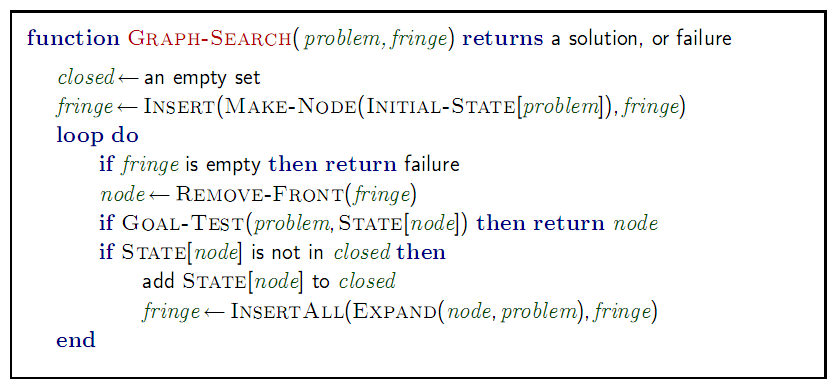 function GRAPH-SEARCH( problem, fringe) returns a solution, or failure
closed ← an empty set
fringe ← INSERT(MAKE-NODE(INITIAL-STATE[problem]), fringe)
loop do
if fringe is empty then return failure
node ← REMOVE-FRONT(fringe)
if GOAL-TEST(problem, STATE[node]) then return node
if STATE[node] is not in closed then
add STATE[node] to closed
fringe ← INSERTALL(EXPAND(node, problem), fringe)
end